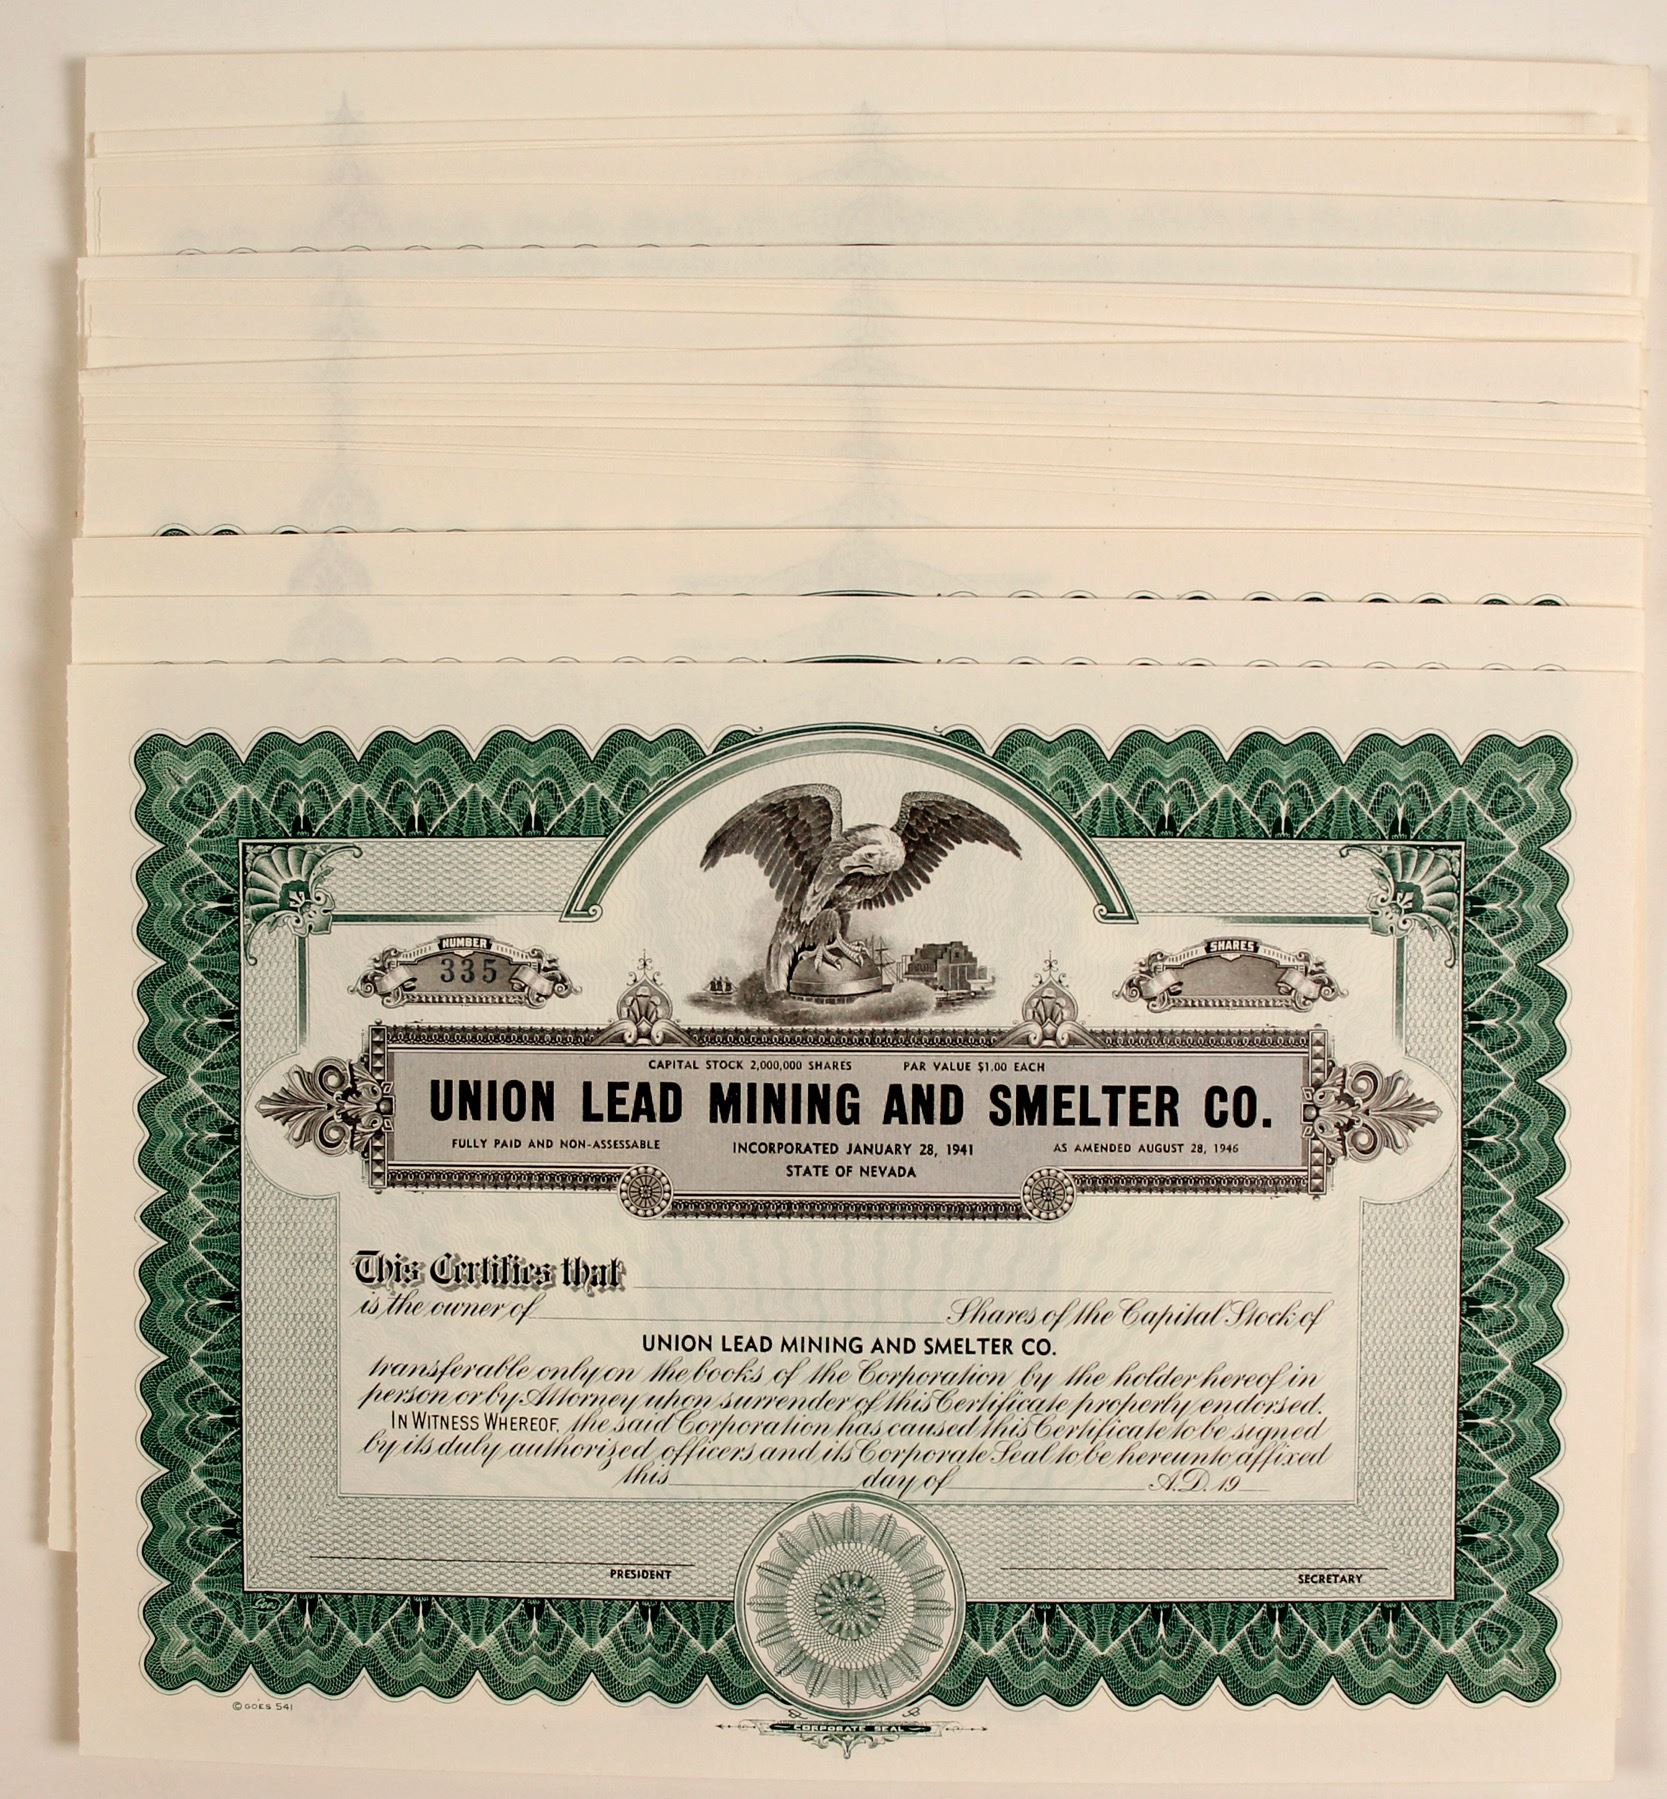 NUMBER
335
SHARES
CAPITAL STOCK 2,000,000 SHARES PAR VALUE $1.00 EACH
UNION LEAD MINING AND SMELTER CO.
FULLY PAID AND NON-ASSESSABLE INCORPORATED JANUARY 28, 1941 AS AMENDED AUGUST 28, 1946
STATE OF NEVADA
This Certifies that
is the owner of Shares of the Capital Stock of
UNION LEAD MINING AND SMELTER CO.
transferable only on the books of the Corporation by the holder hereof in
person or by Attorney upon surrender of this Certificate properly endorsed.
IN WITNESS WHEREOF, the said Corporation has caused this Certificate to be signed
by its duly authorized officers and its Corporate Seal to be hereunto affixed
this day of A.D. 19
PRESIDENT SECRETARY
© GOES 541
CORPORATE SEAL